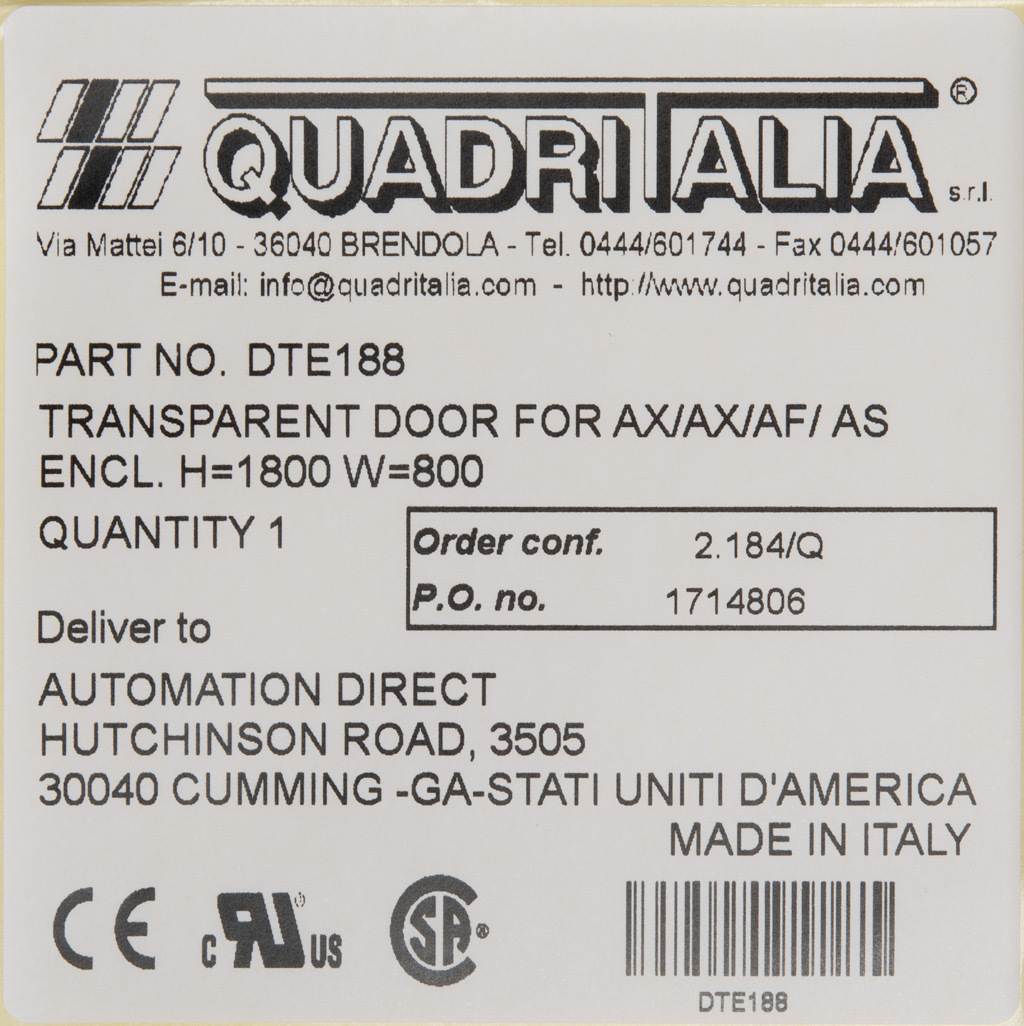 QUADRITALIA ® s.r.l.
Via Mattei 6/10 - 36040 BRENDOLA - Tel. 0444/601744 - Fax 0444/601057
E-mail: info@quadritalia.com - http://www.quadritalia.com
PART NO. DTE188
TRANSPARENT DOOR FOR AX/AX/AF/ AS
ENCL. H=1800 W=800
QUANTITY 1
Order conf. 2.184/Q
P.O. no. 1714806
Deliver to
AUTOMATION DIRECT
HUTCHINSON ROAD, 3505
30040 CUMMING -GA-STATI UNITI D'AMERICA
MADE IN ITALY
CE C RU US SA ®
DTE188